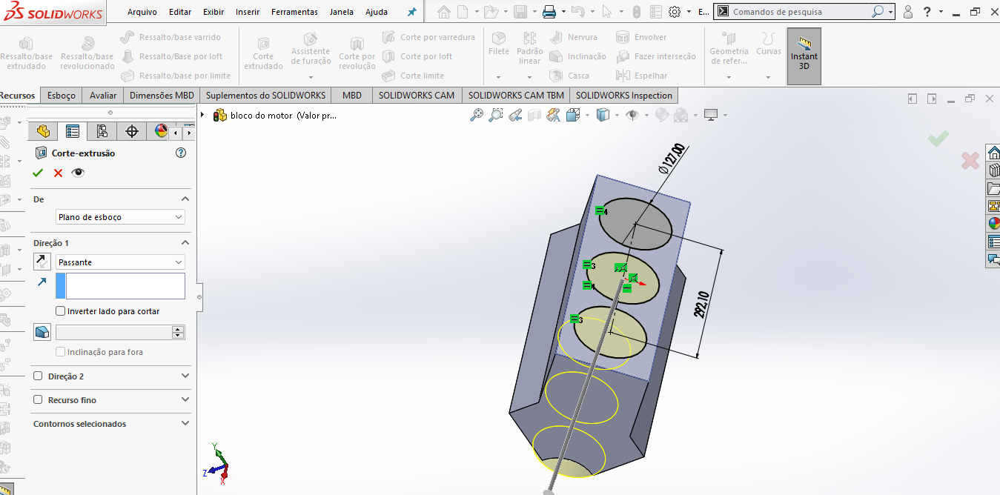 SOLIDWORKS
Arquivo Editar Exibir Inserir Ferramentas Janela Ajuda
E...
Comandos de pesquisa
Ressalto/base extrudado
Ressalto/base revolucionado
Ressalto/base varrido
Ressalto/Base por loft
Ressalto/base por limite
Corte extrudado
Assistente de furação
Corte por revolução
Corte por varredura
Corte por loft
Corte limite
Filete
Padrão linear
Nervura
Inclinação
Casca
Envolver
Fazer interseção
Espelhar
Geometria de refer...
Curvas
Instant 3D
Recursos Esboço Avaliar Dimensões MBD Suplementos do SOLIDWORKS MBD SOLIDWORKS CAM SOLIDWORKS CAM TBM SOLIDWORKS Inspection
bloco do motor (Valor pr...
Corte-extrusão
De
Plano de esboço
Direção 1
Passante
Inverter lado para cortar
Inclinação para fora
Direção 2
Recurso fino
Contornos selecionados
Ø127.00
292.10
4
3
4
3
Y
Z
X